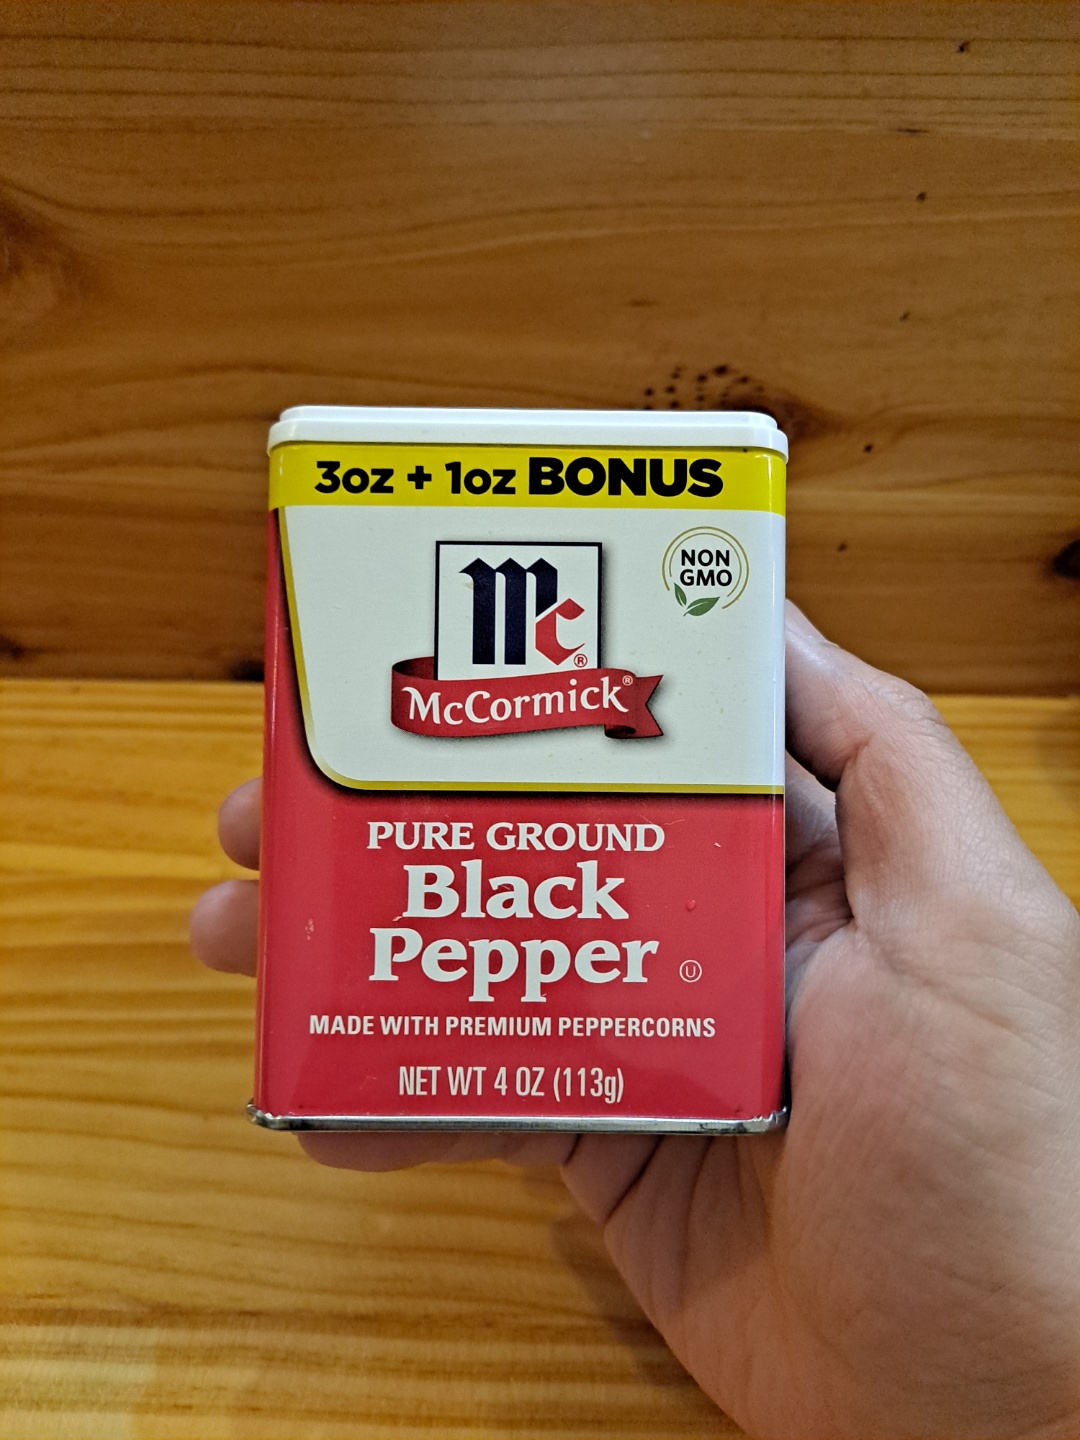 3oz + 1oz BONUS
NON
GMO
Mc®
McCormick®
PURE GROUND
Black
Pepper U
MADE WITH PREMIUM PEPPERCORNS
NET WT 4 OZ (113g)